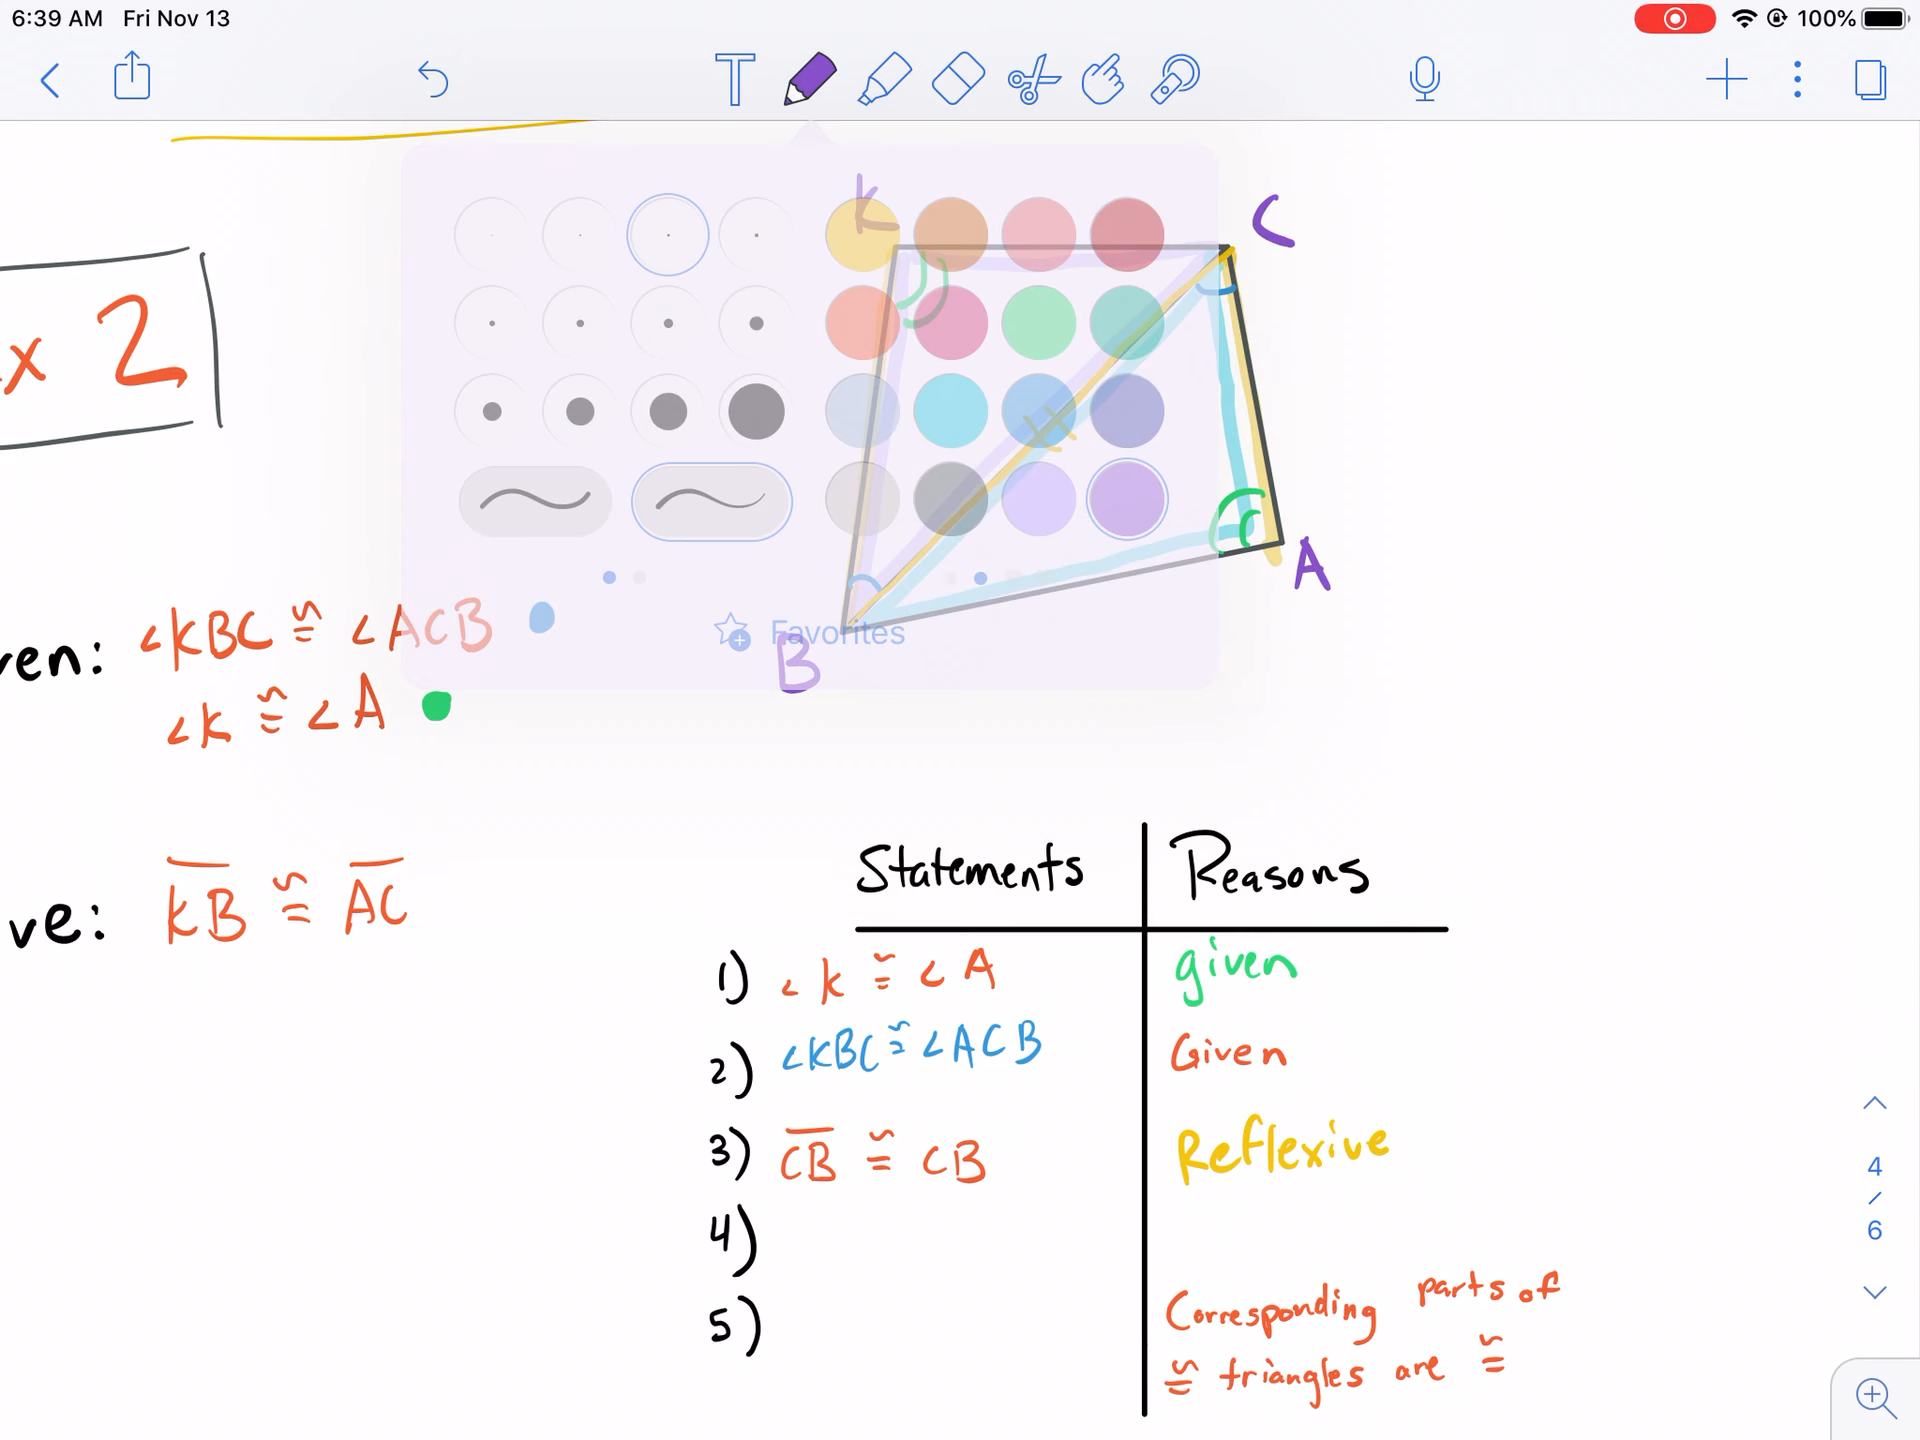 6:39 AM Fri Nov 13
100%
K
C
x 2
A
Favorites
B
ven: ∠KBC ≅ ∠ACB
∠K ≅ ∠A
ve: KB ≅ AC
Statements Reasons
1) ∠K ≅ ∠A given
2) ∠KBC ≅ ∠ACB Given
3) CB ≅ CB Reflexive
4)
5) Corresponding parts of
≅ triangles are ≅
4
/
6